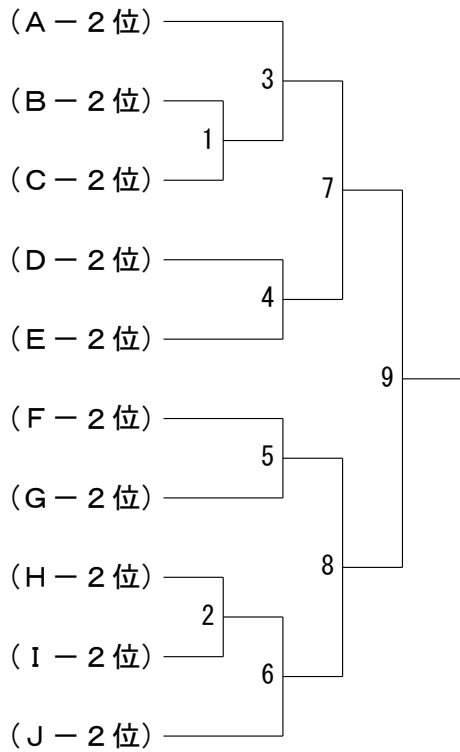 （A－２位）
3
（B－２位）
1
（C－２位）
7
（D－２位）
4
（E－２位）
9
（F－２位）
5
（G－２位）
8
（H－２位）
2
（I－２位）
6
（J－２位）